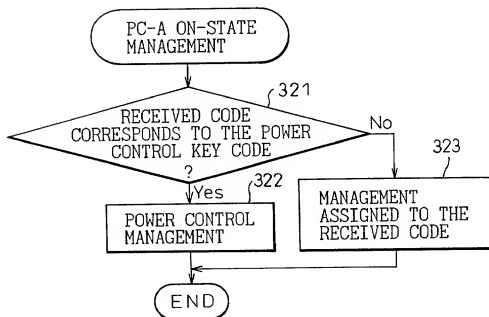 PC-A ON-STATE
MANAGEMENT
321
RECEIVED CODE
CORRESPONDS TO THE POWER
CONTROL KEY CODE
?
No
Yes
322
323
POWER CONTROL
MANAGEMENT
MANAGEMENT
ASSIGNED TO THE
RECEIVED CODE
END